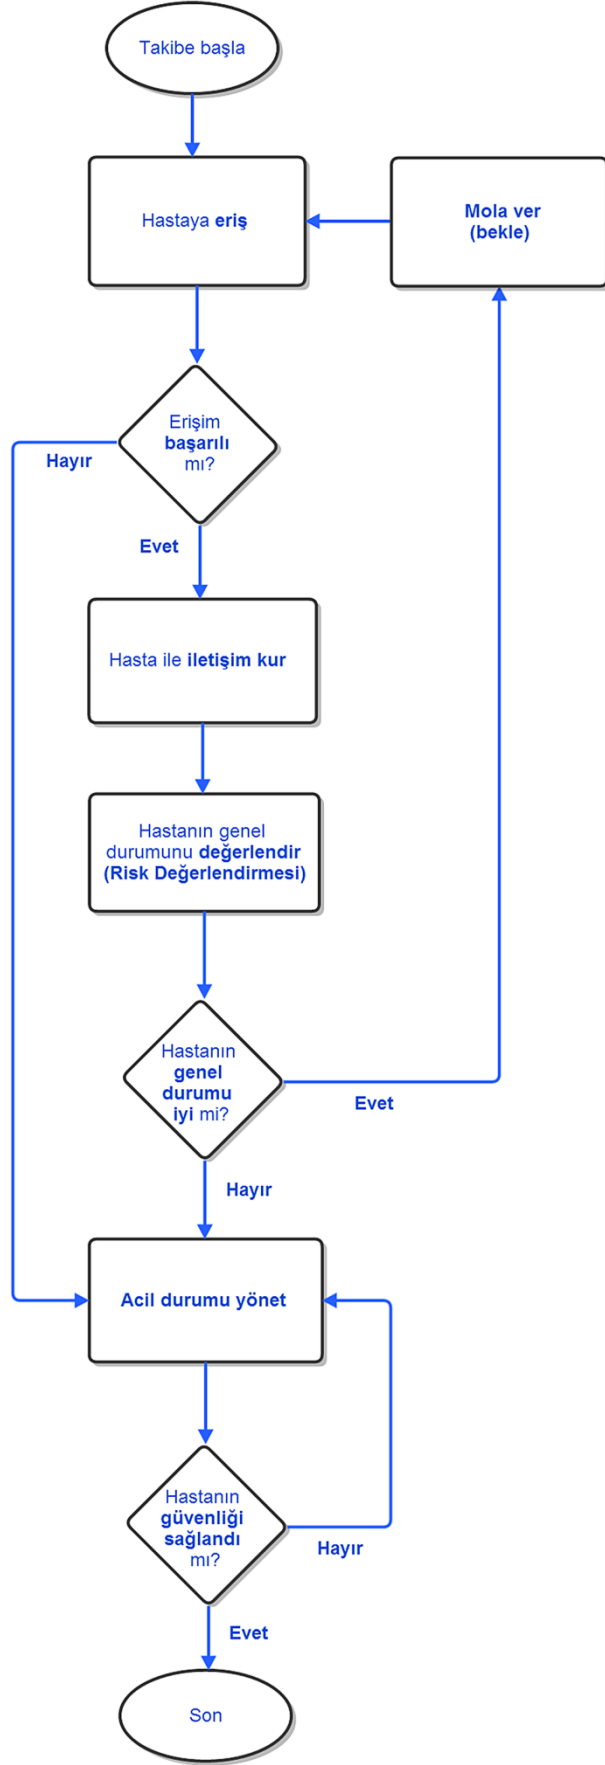 Takibe başla
Hastaya eriş
Mola ver
(bekle)
Erişim
başarılı
mı?
Hayır
Evet
Hasta ile iletişim kur
Hastanın genel
durumunu değerlendir
(Risk Değerlendirmesi)
Hastanın
genel
durumu
iyi mi?
Evet
Hayır
Acil durumu yönet
Hastanın
güvenliği
sağlandı
mı?
Hayır
Evet
Son